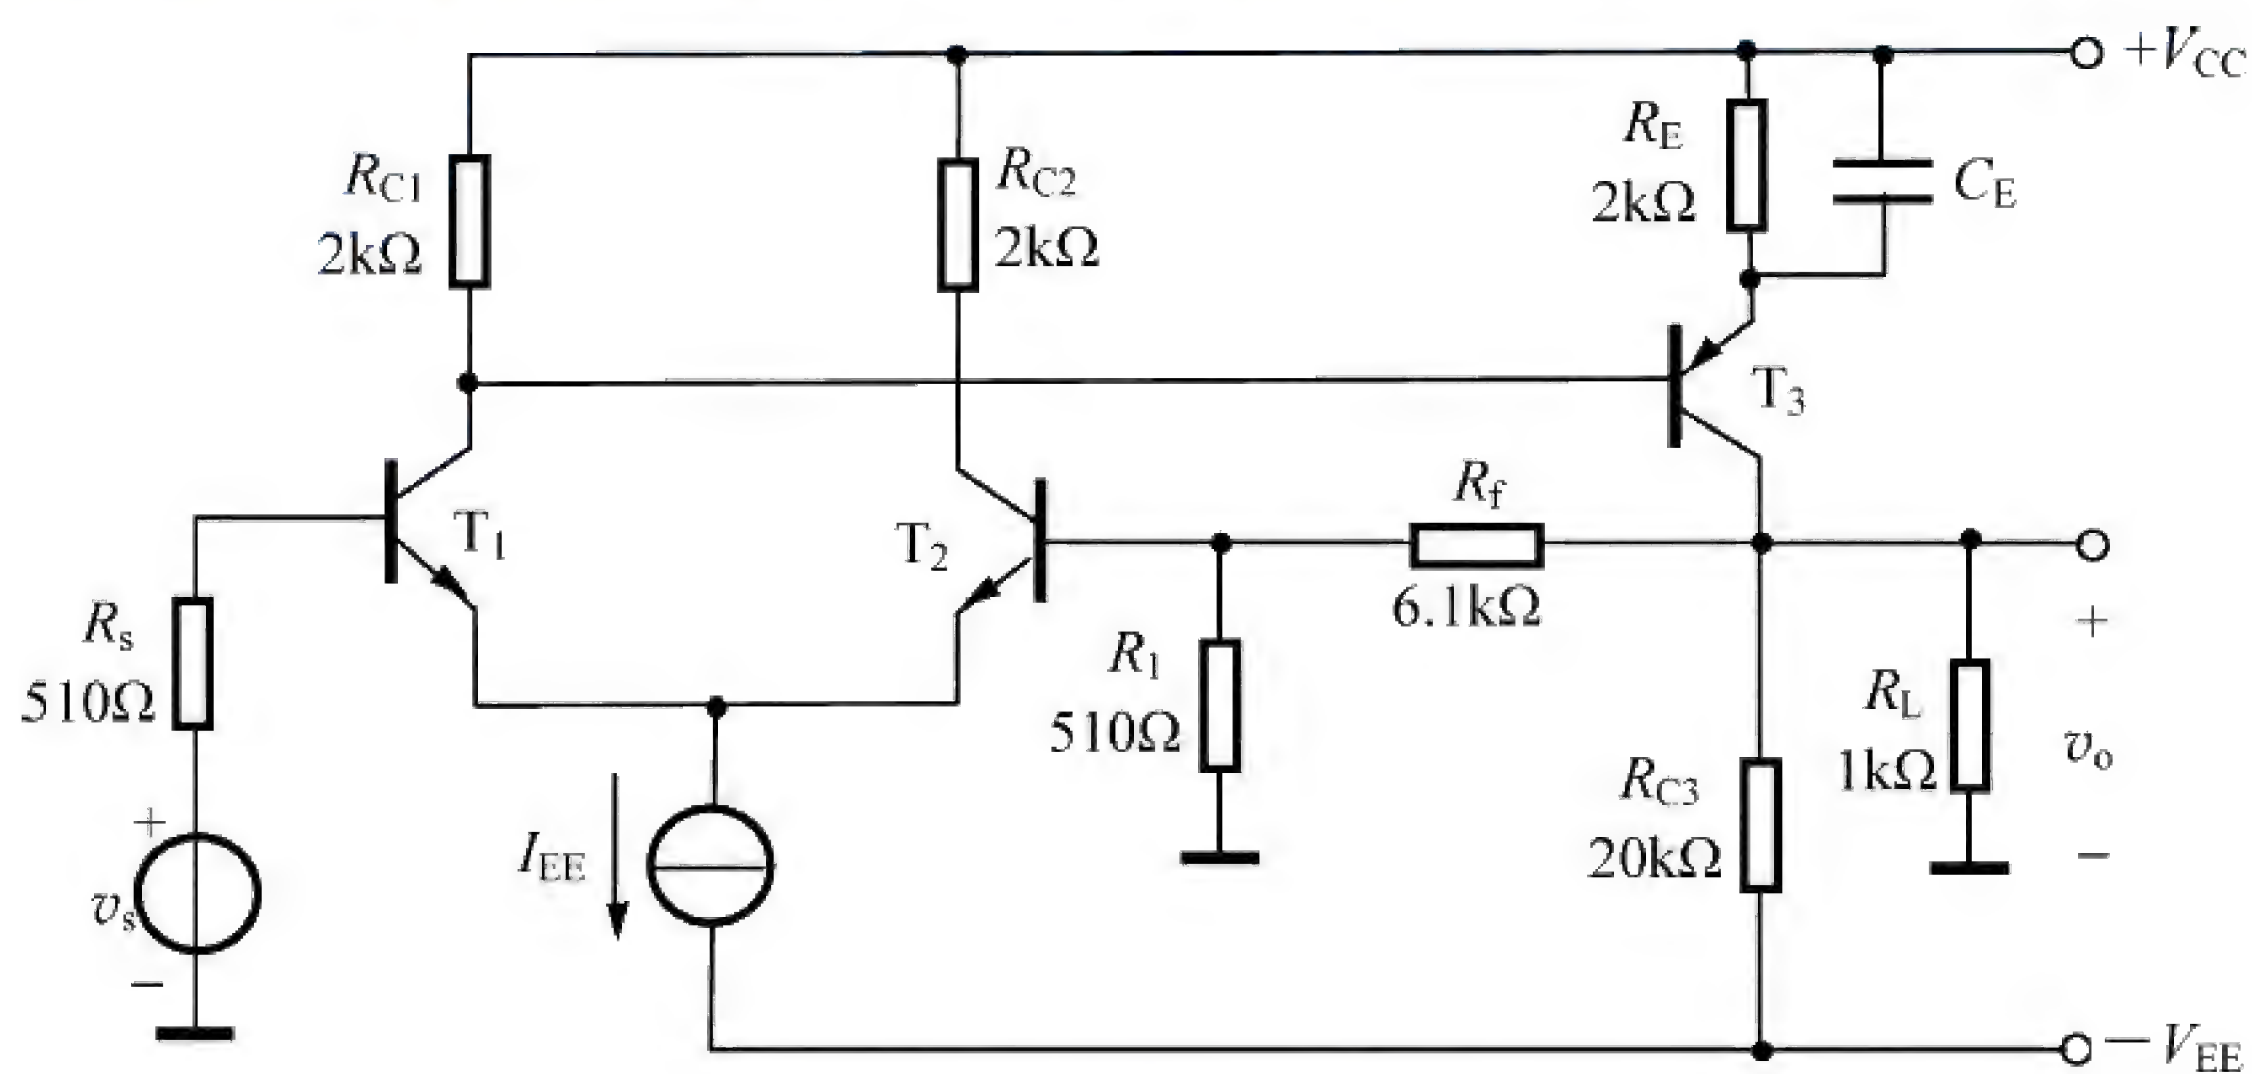 +V_CC
R_E
2kΩ
C_E
R_C1
2kΩ
R_C2
2kΩ
T_3
R_f
6.1kΩ
T_1
T_2
R_s
510Ω
R_1
510Ω
+
R_L
1kΩ
v_o
R_C3
20kΩ
−
+
I_EE
v_s
−
−V_EE